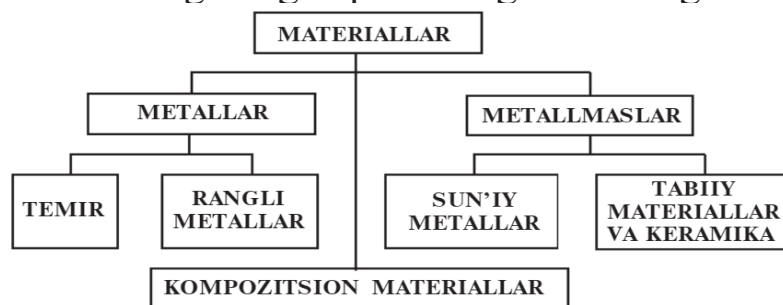 MATERIALLAR
METALLAR
METALLMASLAR
TEMIR
RANGLI
METALLAR
SUN'IY
METALLAR
TABIIY
MATERIALLAR
VA KERAMIKA
KOMPOZITSION MATERIALLAR